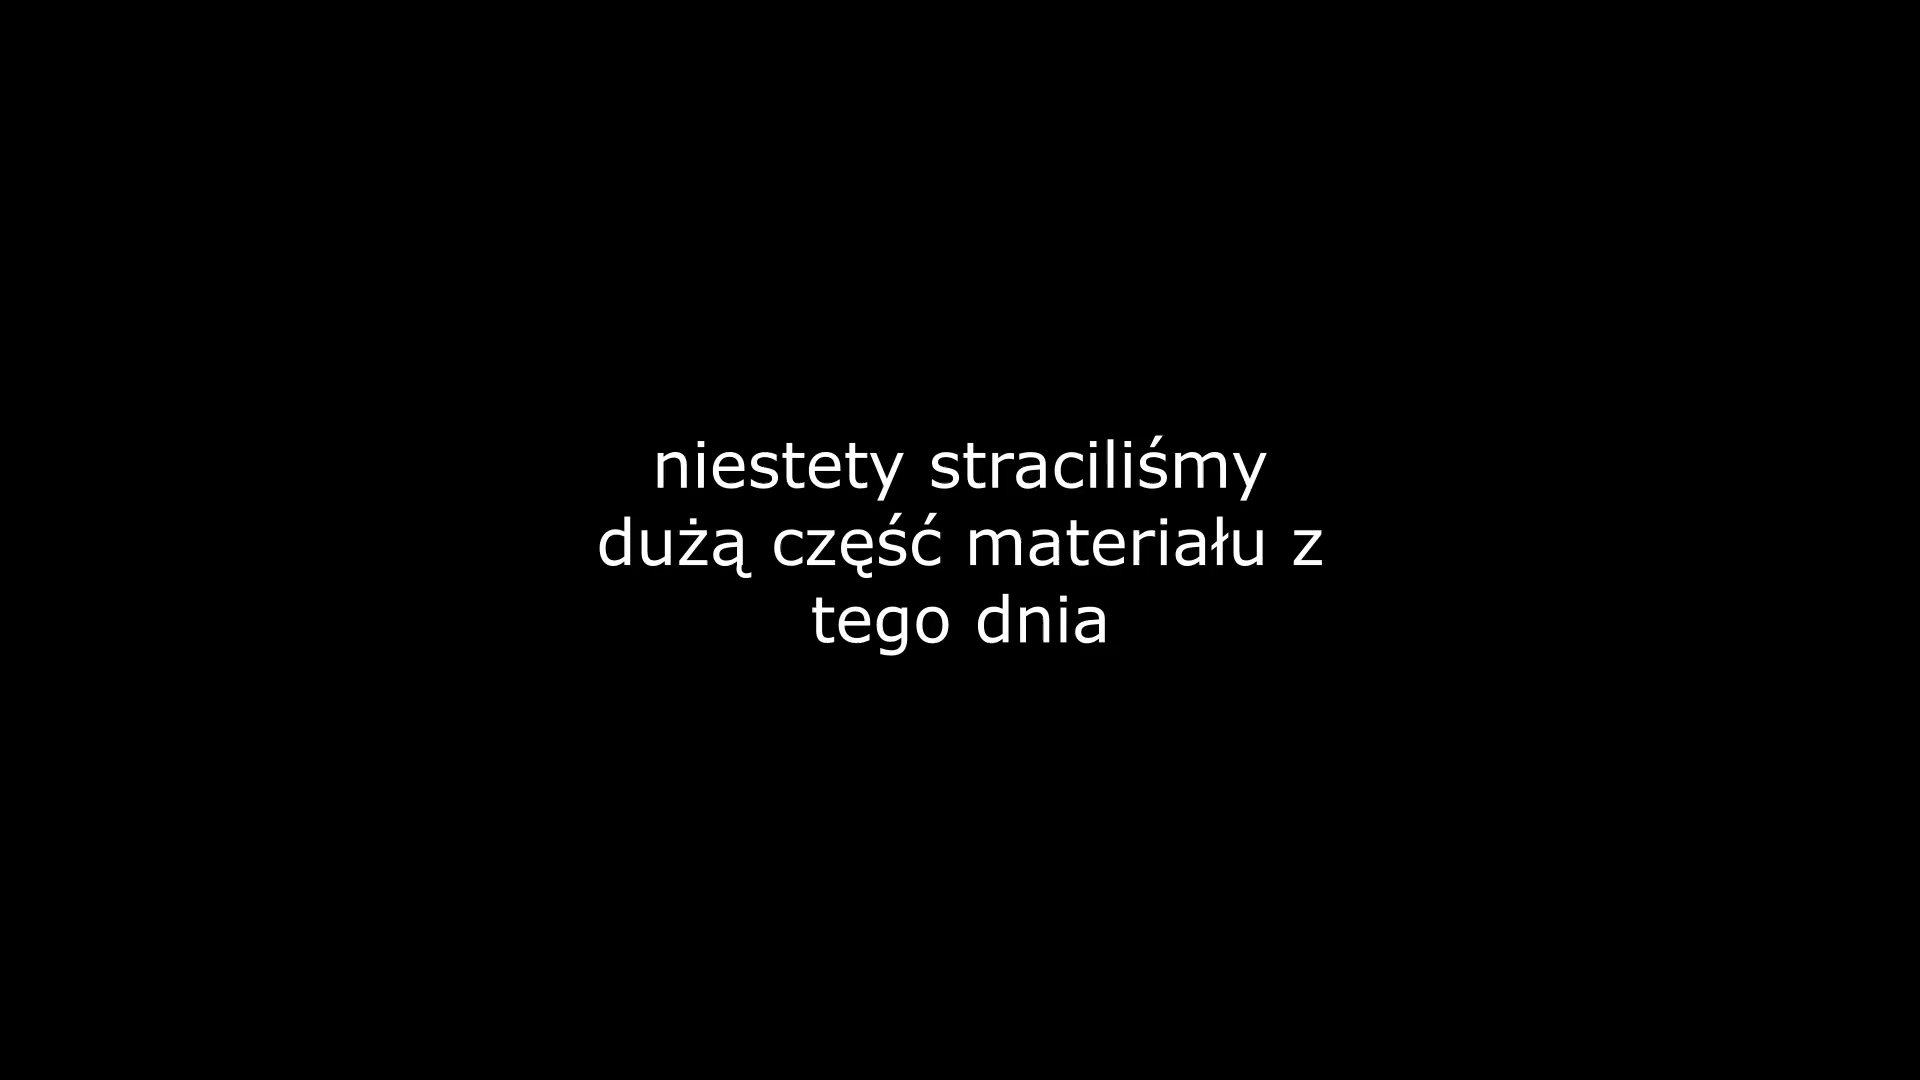 niestety straciliśmy
dużą część materiału z
tego dnia